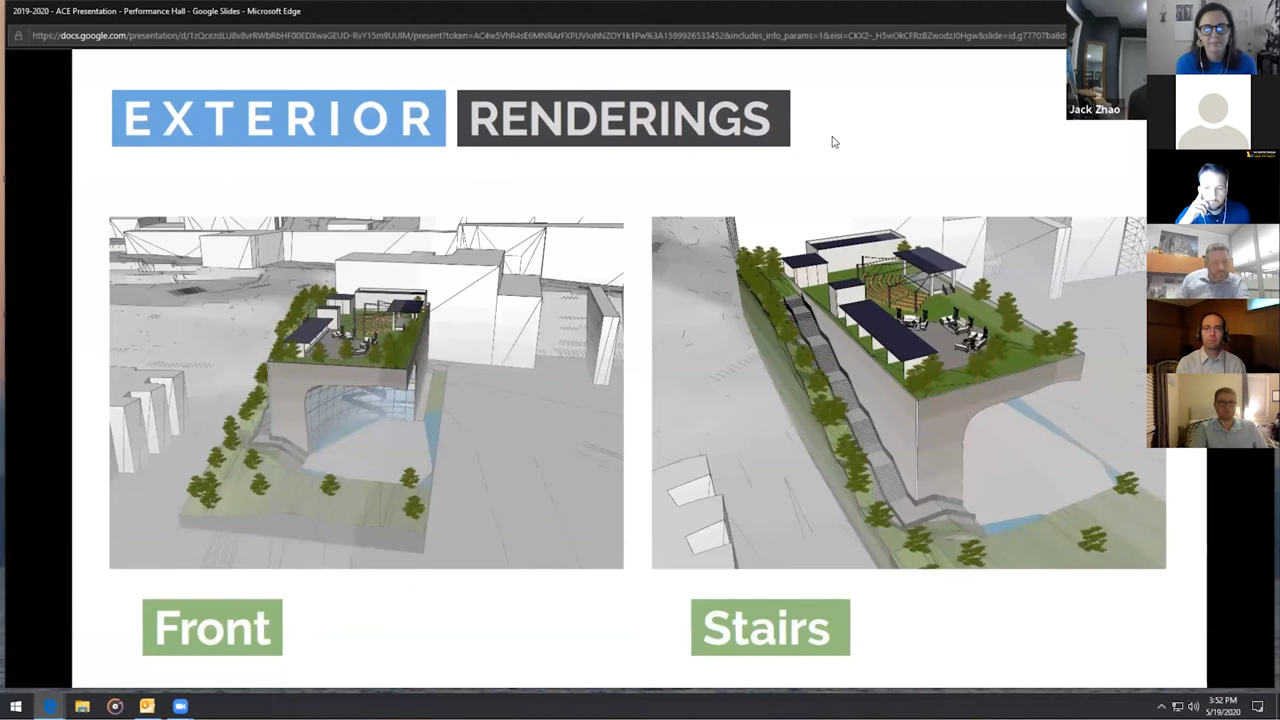 2019-2020 - ACE Presentation - Performance Hall - Google Slides - Microsoft Edge
Jack Zhao
EXTERIOR RENDERINGS
Front
Stairs
3:52 PM
5/19/2020